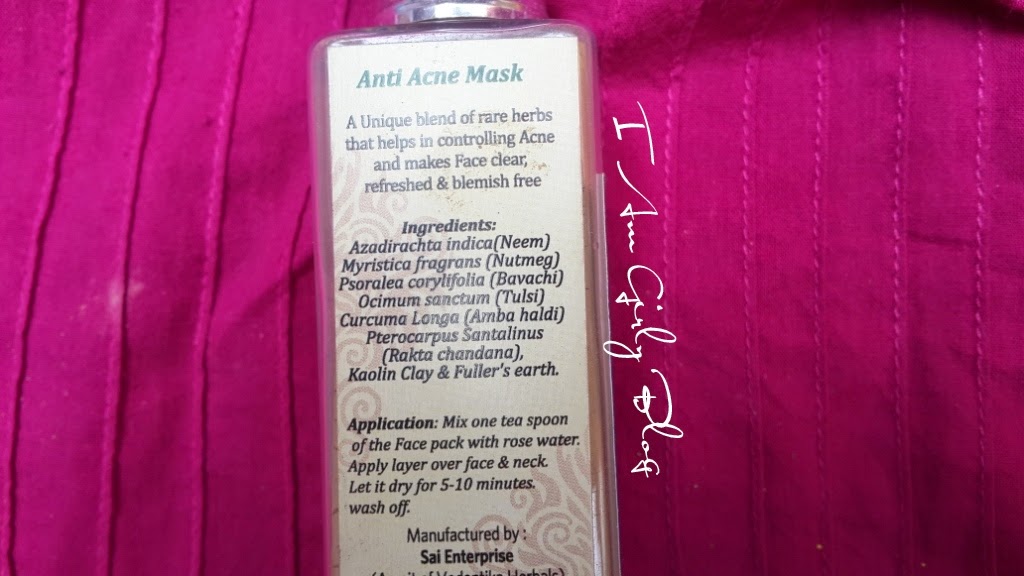 Anti Acne Mask
A Unique blend of rare herbs
that helps in controlling Acne
and makes Face clear,
refreshed & blemish free
Ingredients:
Azadirachta indica(Neem)
Myristica fragrans (Nutmeg)
Psoralea corylifolia (Bavachi)
Ocimum sanctum (Tulsi)
Curcuma Longa (Amba haldi)
Pterocarpus Santalinus
(Rakta chandana),
Kaolin Clay & Fuller's earth.
Application: Mix one tea spoon
of the Face pack with rose water.
Apply layer over face & neck.
Let it dry for 5-10 minutes.
wash off.
Manufactured by :
Sai Enterprise
(A unit of Vedantika Herbals)
I Am Girly Blog